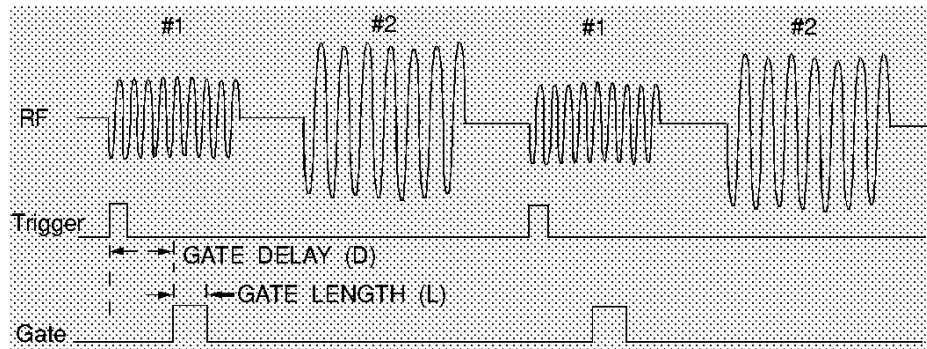 #1 #2 #1 #2
RF
Trigger
GATE DELAY (D)
GATE LENGTH (L)
Gate